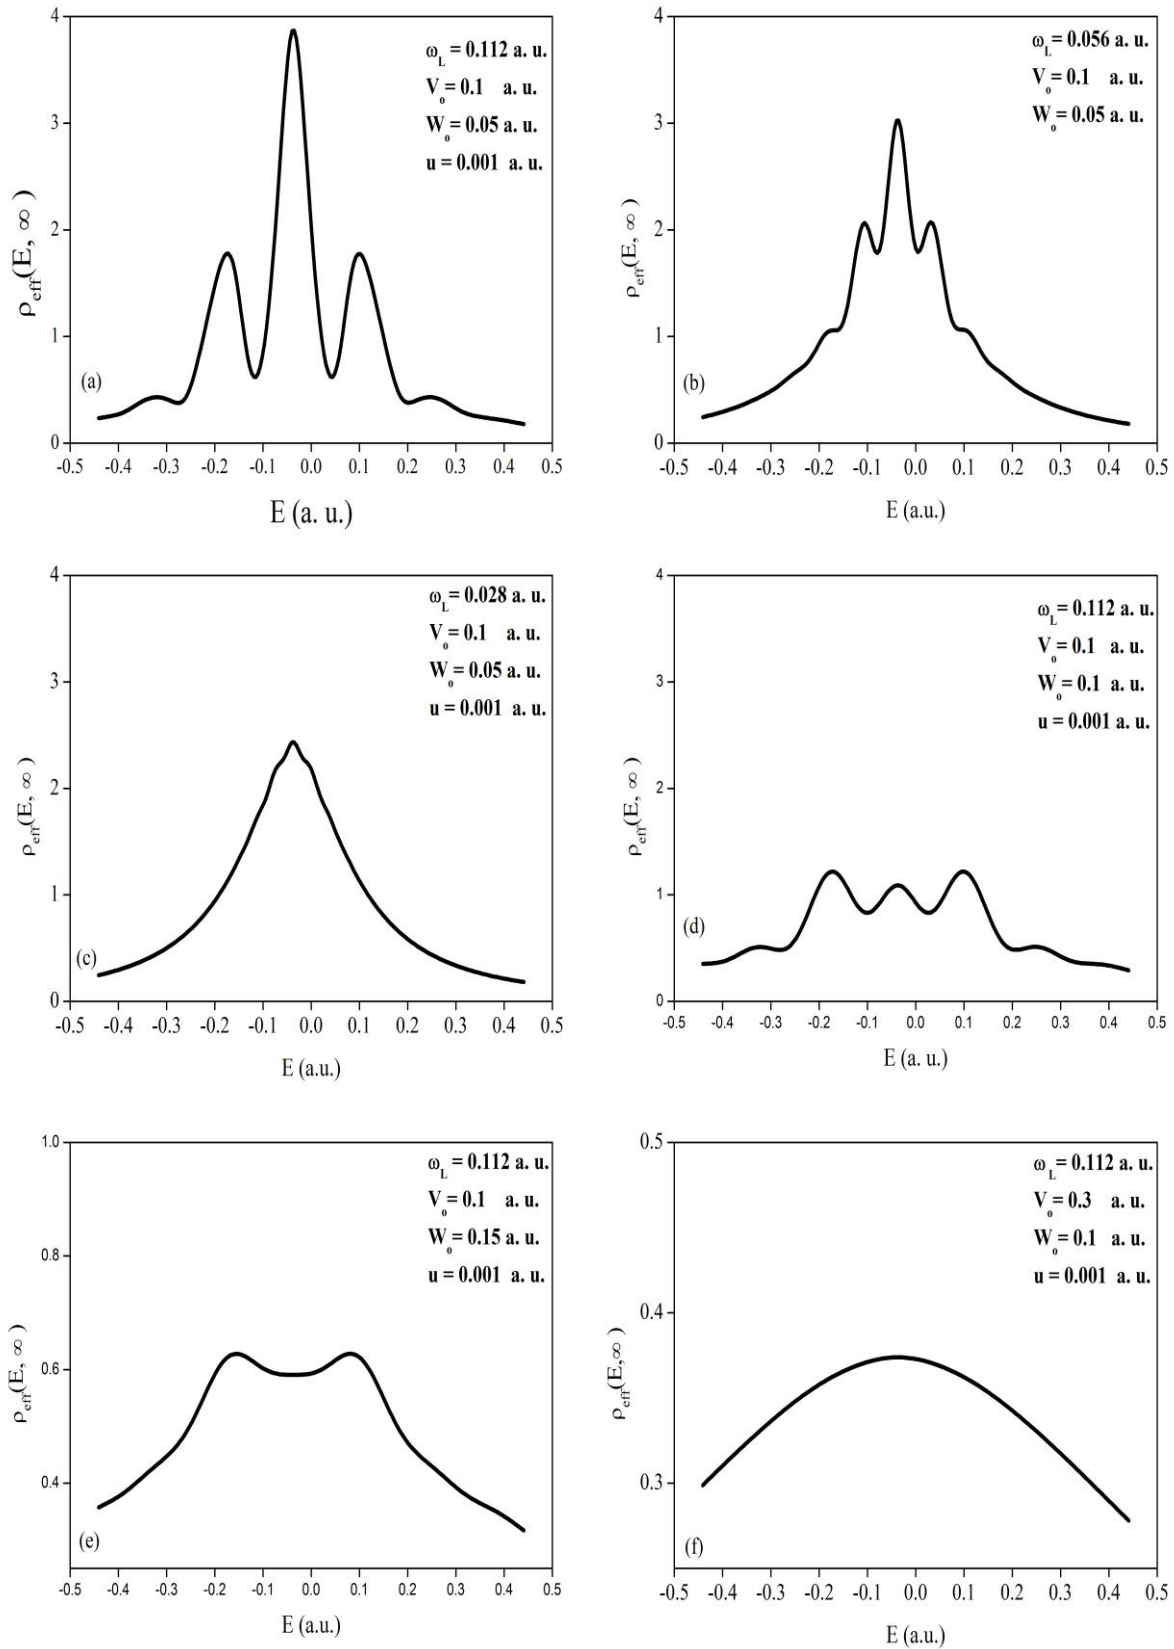 4
3
2
1
0
ρeff(E, ∞)
ω_L = 0.112 a. u.
V_o = 0.1 a. u.
W_o = 0.05 a. u.
u = 0.001 a. u.
(a)
-0.5 -0.4 -0.3 -0.2 -0.1 0.0 0.1 0.2 0.3 0.4 0.5
E (a. u.)
4
3
2
1
0
ρeff(E, ∞)
ω_L = 0.056 a. u.
V_o = 0.1 a. u.
W_o = 0.05 a. u.
(b)
-0.5 -0.4 -0.3 -0.2 -0.1 0.0 0.1 0.2 0.3 0.4 0.5
E (a.u.)
4
3
2
1
0
ρeff(E, ∞)
ω_L = 0.028 a. u.
V_o = 0.1 a. u.
W_o = 0.05 a. u.
u = 0.001 a. u.
(c)
-0.5 -0.4 -0.3 -0.2 -0.1 0.0 0.1 0.2 0.3 0.4 0.5
E (a.u.)
4
3
2
1
0
ρeff(E, ∞)
ω_L = 0.112 a. u.
V_o = 0.1 a. u.
W_o = 0.1 a. u.
u = 0.001 a. u.
(d)
-0.5 -0.4 -0.3 -0.2 -0.1 0.0 0.1 0.2 0.3 0.4 0.5
E (a. u.)
1.0
0.8
0.6
0.4
ρeff(E, ∞)
ω_L = 0.112 a. u.
V_o = 0.1 a. u.
W_o = 0.15 a. u.
u = 0.001 a. u.
(e)
-0.5 -0.4 -0.3 -0.2 -0.1 0.0 0.1 0.2 0.3 0.4 0.5
E (a.u.)
0.5
0.4
0.3
ρeff(E,∞)
ω_L = 0.112 a. u.
V_o = 0.3 a. u.
W_o = 0.1 a. u.
u = 0.001 a. u.
(f)
-0.5 -0.4 -0.3 -0.2 -0.1 0.0 0.1 0.2 0.3 0.4 0.5
E (a.u.)